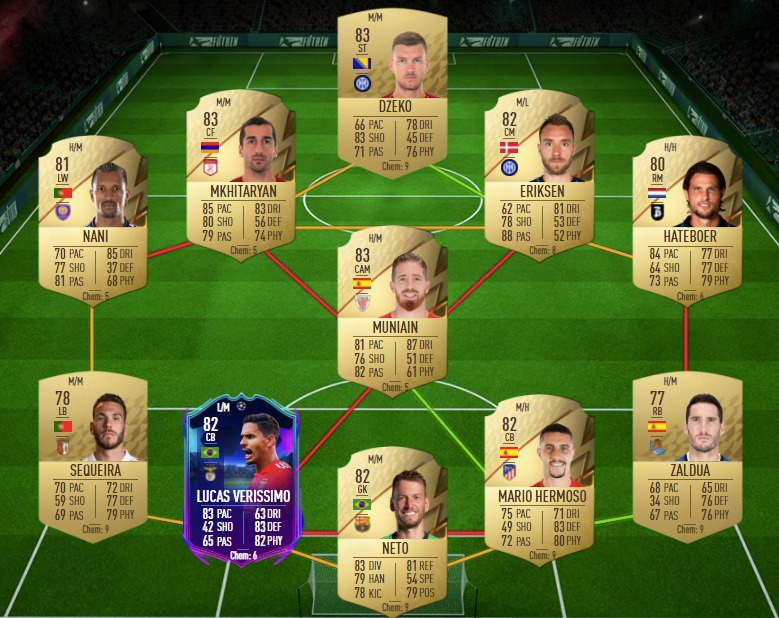 M/M
83
ST
DZEKO
66 PAC 78 DRI
83 SHO 45 DEF
71 PAS 76 PHY
Chem: 9
M/M
83
CF
MKHITARYAN
85 PAC 83 DRI
80 SHO 56 DEF
79 PAS 74 PHY
Chem: 5
M/L
82
CM
ERIKSEN
62 PAC 81 DRI
78 SHO 53 DEF
88 PAS 52 PHY
Chem: 8
H/M
81
LW
NANI
70 PAC 85 DRI
77 SHO 37 DEF
81 PAS 68 PHY
Chem: 5
H/H
80
RM
HATEBOER
84 PAC 77 DRI
64 SHO 77 DEF
73 PAS 79 PHY
Chem: 6
H/M
83
CAM
MUNIAIN
81 PAC 87 DRI
76 SHO 51 DEF
82 PAS 61 PHY
Chem: 5
M/M
78
LB
SEQUEIRA
70 PAC 72 DRI
59 SHO 77 DEF
69 PAS 79 PHY
Chem: 9
L/M
82
CB
LUCAS VERISSIMO
83 PAC 63 DRI
42 SHO 83 DEF
65 PAS 82 PHY
Chem: 6
M/M
82
GK
NETO
83 DIV 81 REF
79 HAN 54 SPE
78 KIC 79 POS
Chem: 9
M/H
82
CB
MARIO HERMOSO
75 PAC 71 DRI
49 SHO 83 DEF
72 PAS 80 PHY
Chem: 9
H/M
77
RB
ZALDUA
68 PAC 65 DRI
34 SHO 76 DEF
67 PAS 76 PHY
Chem: 9